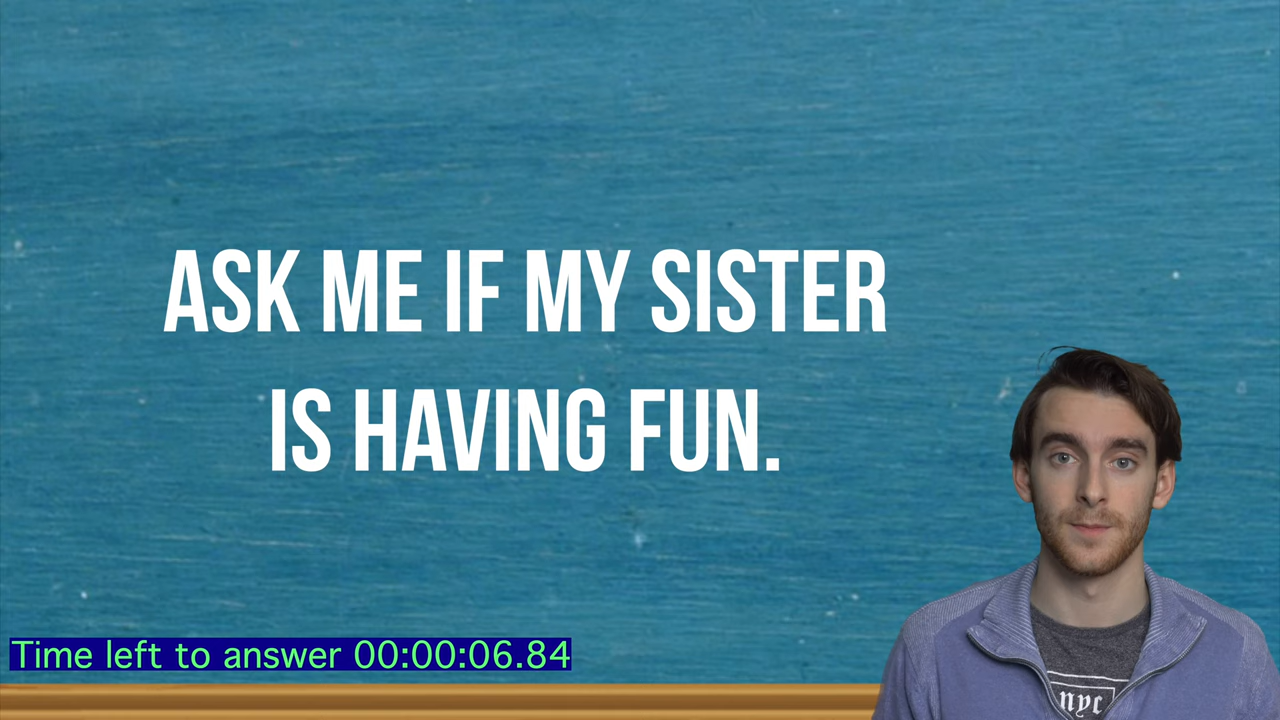 ASK ME IF MY SISTER
IS HAVING FUN.
Time left to answer 00:00:06.84
nyc